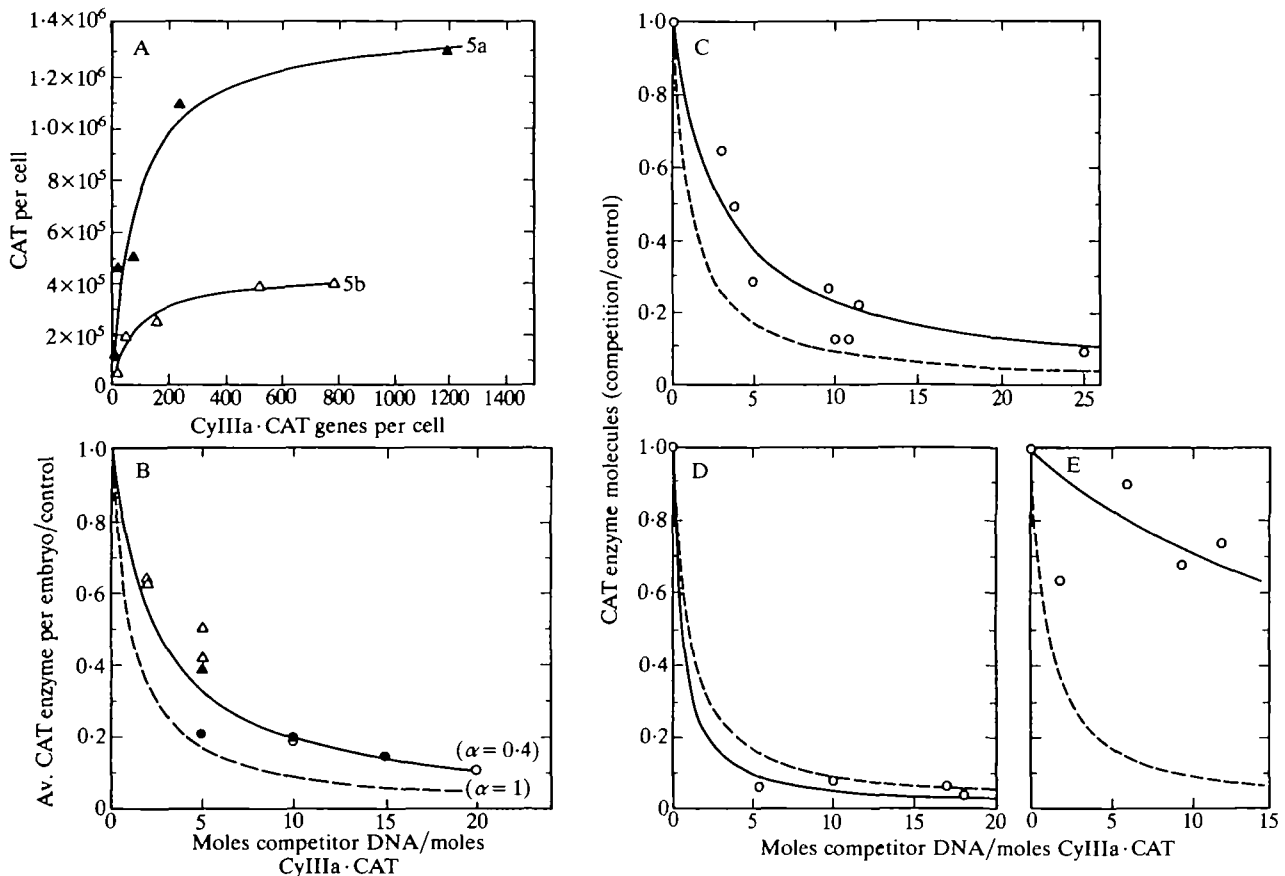 A
1·4×10⁶
1·2×10⁶
1·0×10⁶
8×10⁵
6×10⁵
4×10⁵
2×10⁵
0
CAT per cell
5a
5b
0 200 400 600 800 1000 1200 1400
CyIIIa·CAT genes per cell
B
1·0
0·8
0·6
0·4
0·2
0
Av. CAT enzyme per embryo/control
(α=0·4)
(α=1)
0 5 10 15 20
Moles competitor DNA/moles
CyIIIa·CAT
C
1·0
0·8
0·6
0·4
0·2
0
0 5 10 15 20 25
CAT enzyme molecules (competition/control)
D
1·0
0·8
0·6
0·4
0·2
0
0 5 10 15 20
E
0 5 10 15
Moles competitor DNA/moles CyIIIa·CAT